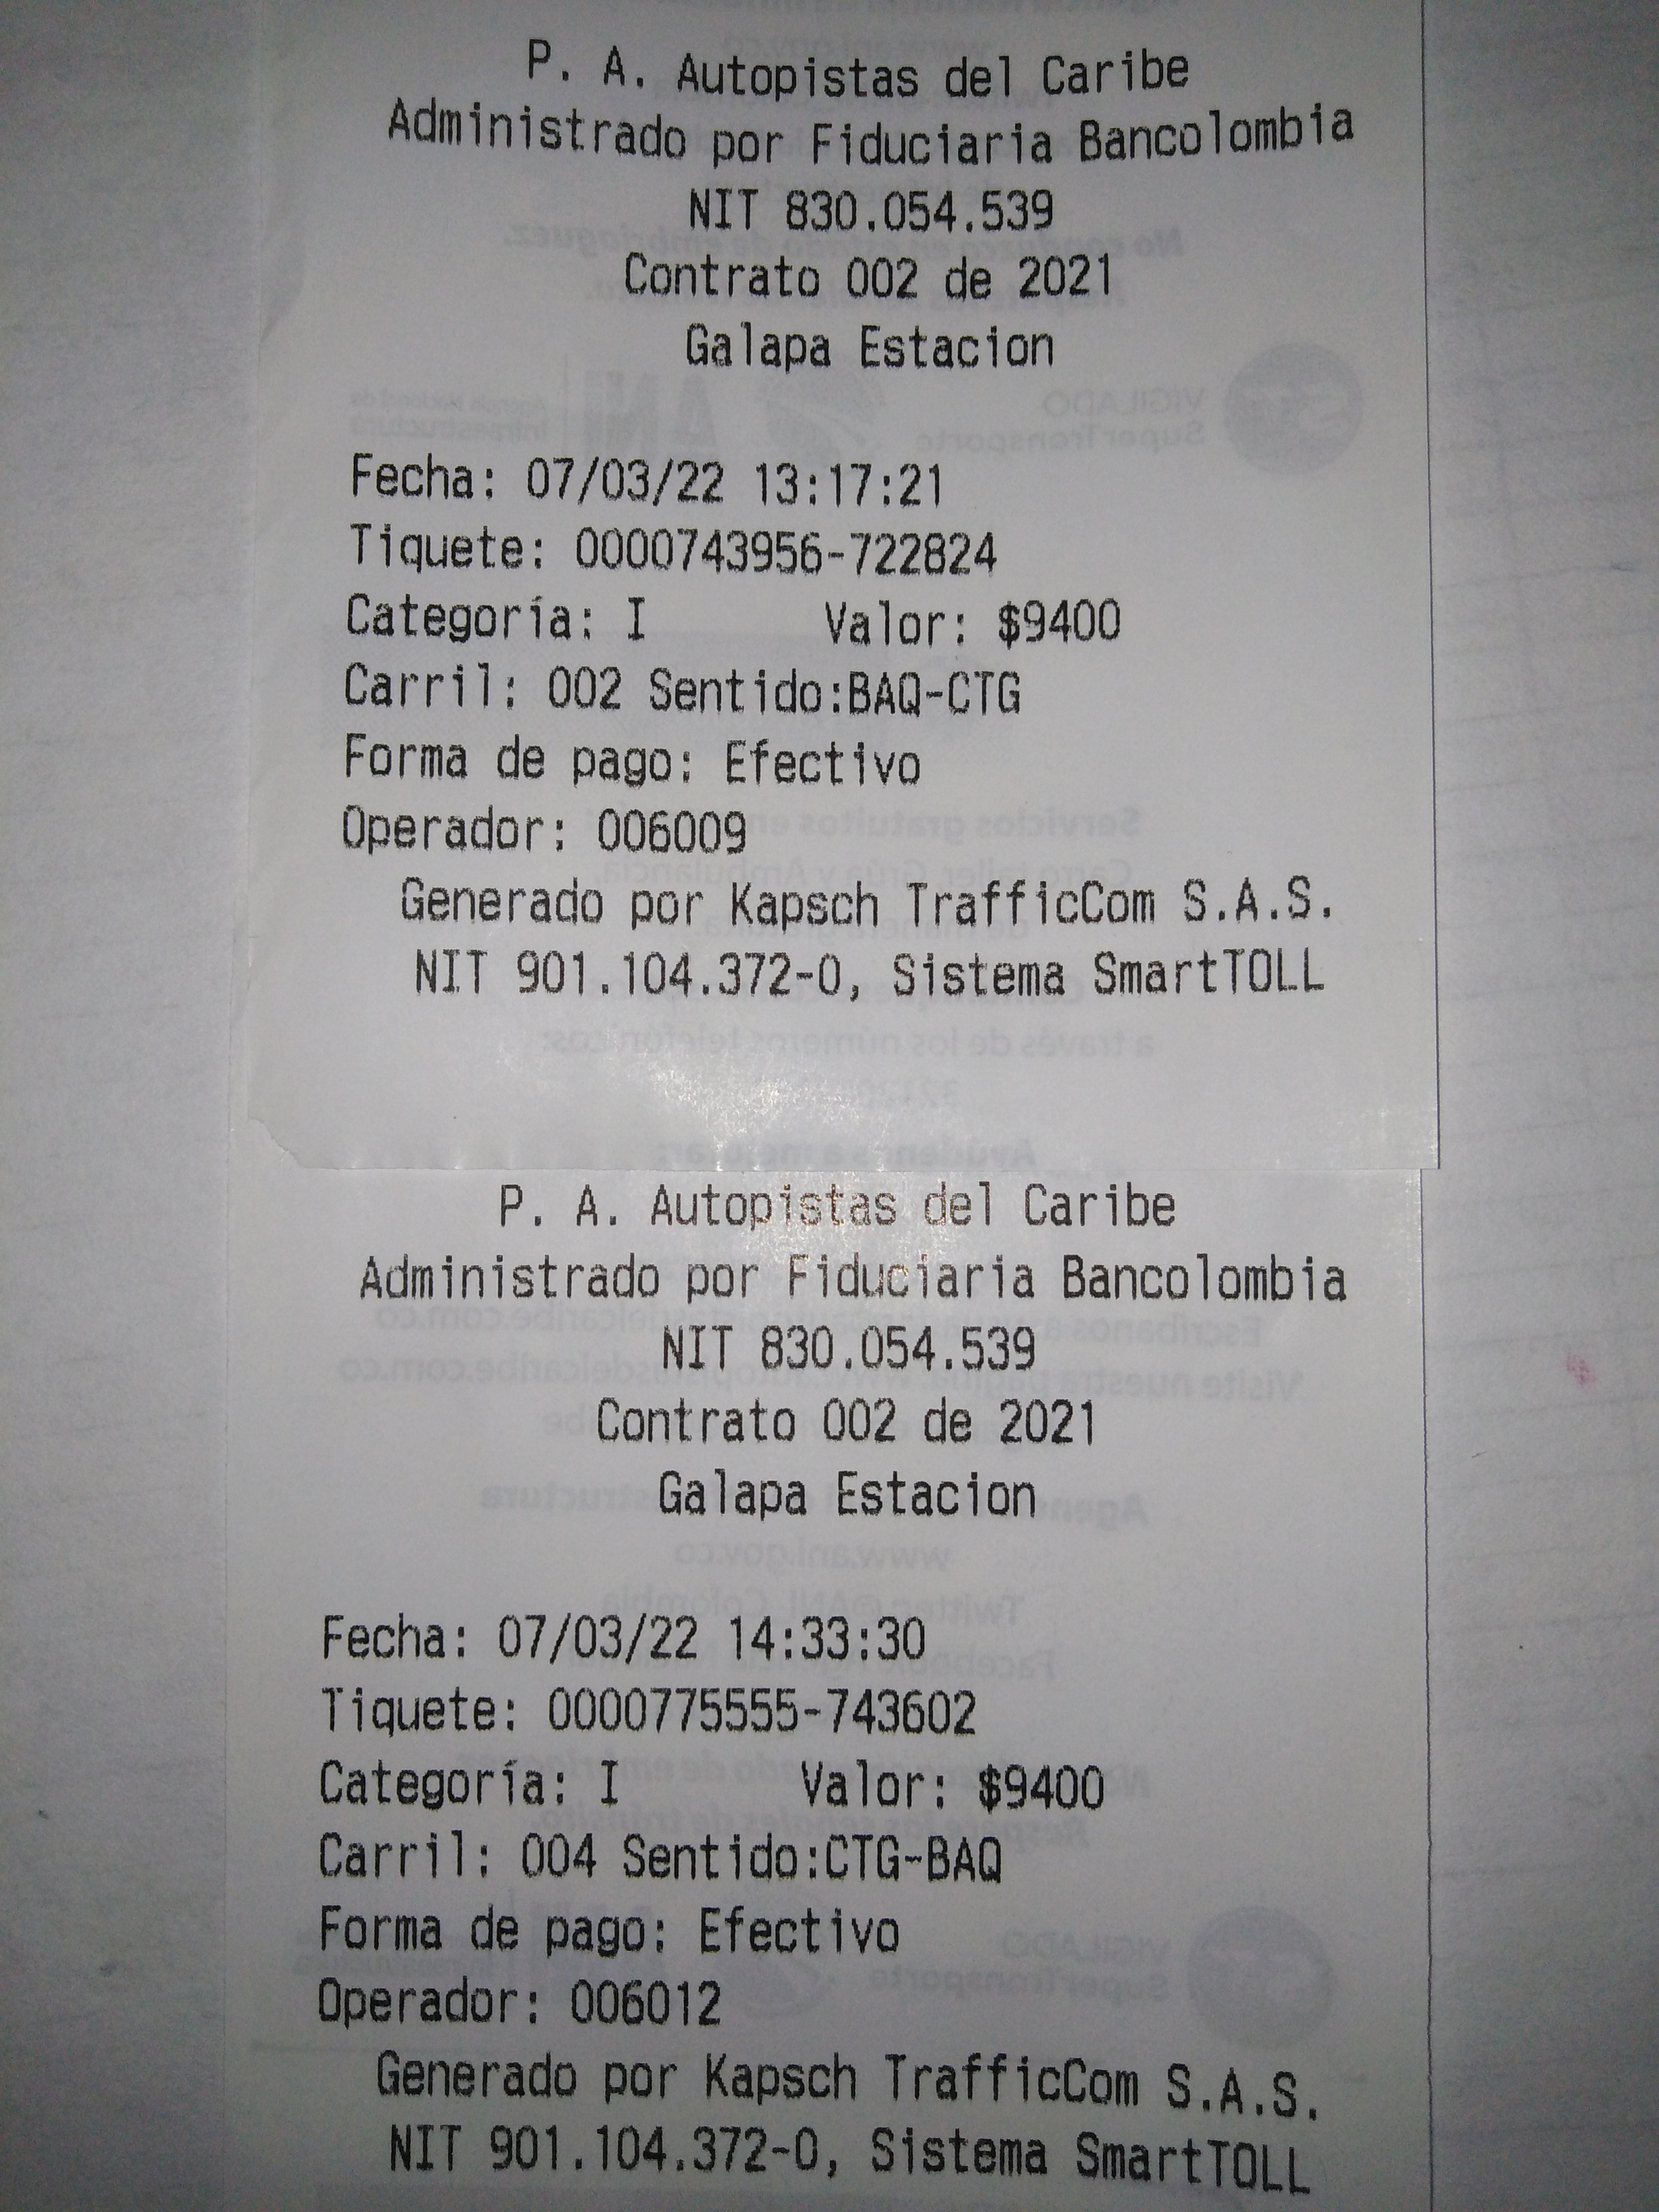 P. A. Autopistas del Caribe
Administrado por Fiduciaria Bancolombia
NIT 830.054.539
Contrato 002 de 2021
Galapa Estacion
Fecha: 07/03/22 13:17:21
Tiquete: 0000743956-722824
Categoría: I Valor: $9400
Carril: 002 Sentido:BAQ-CTG
Forma de pago: Efectivo
Operador: 006009
Generado por Kapsch TrafficCom S.A.S.
NIT 901.104.372-0, Sistema SmartTOLL
P. A. Autopistas del Caribe
Administrado por Fiduciaria Bancolombia
NIT 830.054.539
Contrato 002 de 2021
Galapa Estacion
Fecha: 07/03/22 14:33:30
Tiquete: 0000775555-743602
Categoría: I Valor: $9400
Carril: 004 Sentido:CTG-BAQ
Forma de pago: Efectivo
Operador: 006012
Generado por Kapsch TrafficCom S.A.S.
NIT 901.104.372-0, Sistema SmartTOLL